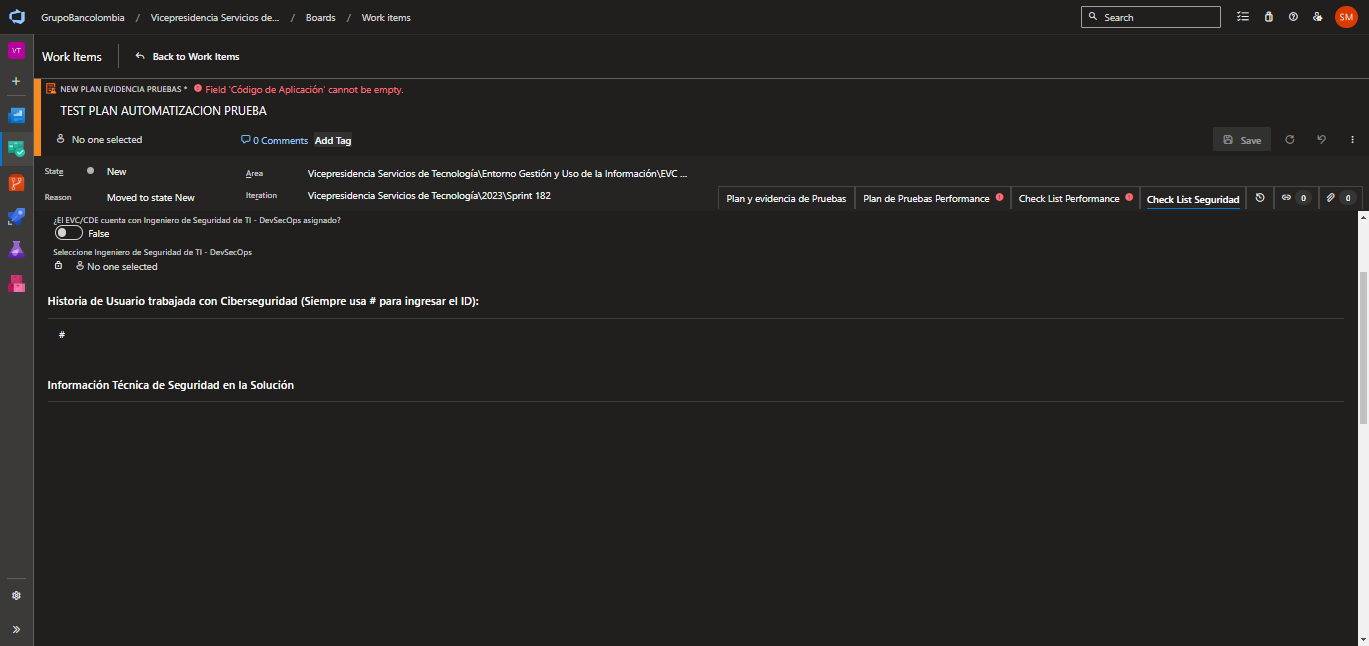 GrupoBancolombia / Vicepresidencia Servicios de... / Boards / Work items
Search
SM
VT
Work Items
Back to Work Items
NEW PLAN EVIDENCIA PRUEBAS * Field 'Código de Aplicación' cannot be empty.
TEST PLAN AUTOMATIZACION PRUEBA
No one selected
0 Comments
Add Tag
Save
State
New
Area
Vicepresidencia Servicios de Tecnología\Entorno Gestión y Uso de la Información\EVC ...
Reason
Moved to state New
Iteration
Vicepresidencia Servicios de Tecnología\2023\Sprint 182
Plan y evidencia de Pruebas
Plan de Pruebas Performance
Check List Performance
Check List Seguridad
0
0
¿El EVC/CDE cuenta con Ingeniero de Seguridad de TI - DevSecOps asignado?
False
Seleccione Ingeniero de Seguridad de TI - DevSecOps
No one selected
Historia de Usuario trabajada con Ciberseguridad (Siempre usa # para ingresar el ID):
#
Información Técnica de Seguridad en la Solución